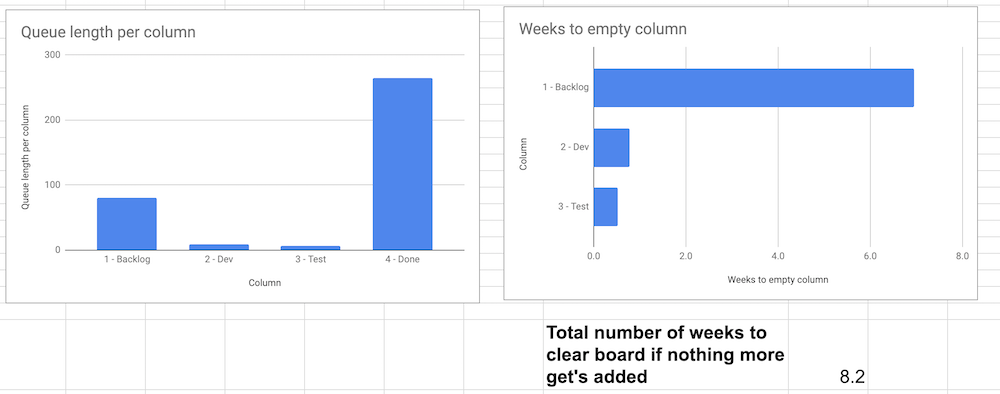 Queue length per column
300
200
100
0
Queue length per column
1 - Backlog
2 - Dev
3 - Test
4 - Done
Column
Weeks to empty column
Column
1 - Backlog
2 - Dev
3 - Test
0.0
2.0
4.0
6.0
8.0
Weeks to empty column
Total number of weeks to
clear board if nothing more
get's added
8.2